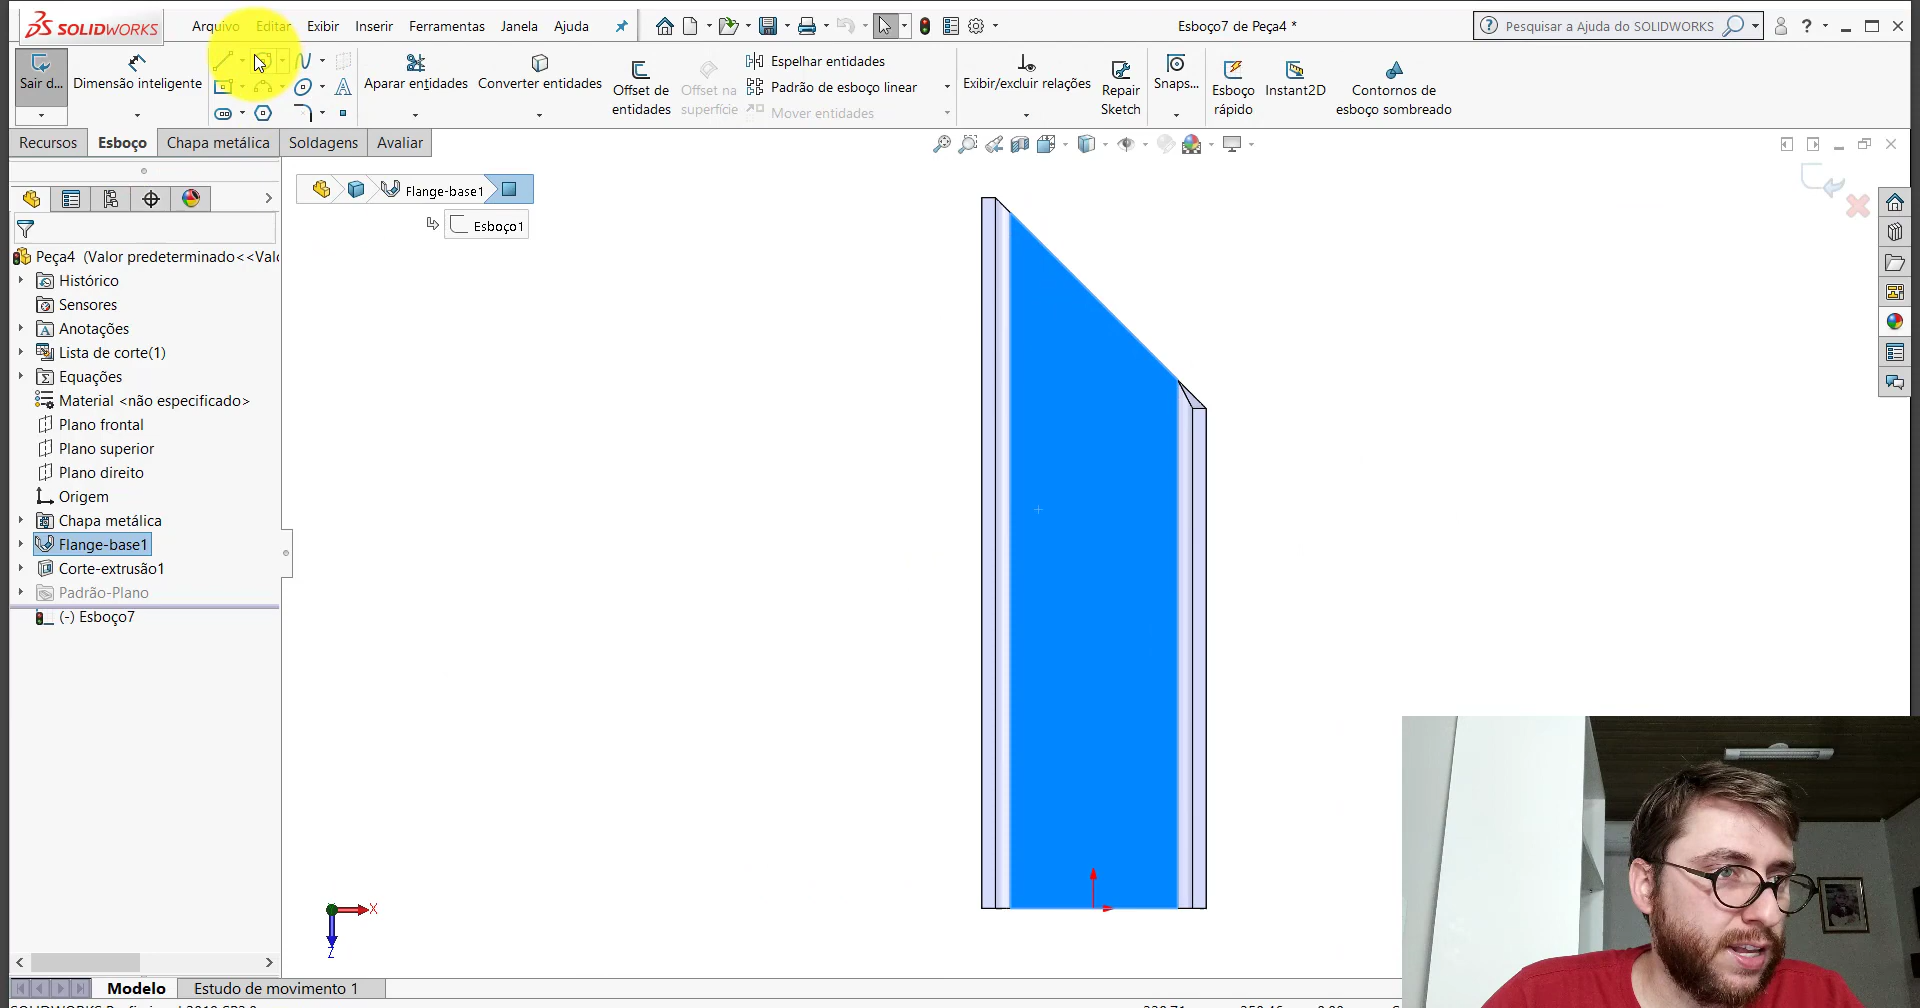 SOLIDWORKS
Arquivo
Editar
Exibir
Inserir
Ferramentas
Janela
Ajuda
Esboço7 de Peça4 *
Pesquisar a Ajuda do SOLIDWORKS
?
Sair d...
Dimensão inteligente
Aparar entidades
Converter entidades
Offset de
entidades
Offset na
superfície
Espelhar entidades
Padrão de esboço linear
Mover entidades
Exibir/excluir relações
Repair
Sketch
Snaps...
Esboço
rápido
Instant2D
Contornos de
esboço sombreado
Recursos
Esboço
Chapa metálica
Soldagens
Avaliar
Flange-base1
Esboço1
Peça4 (Valor predeterminado<<Val
Histórico
Sensores
Anotações
Lista de corte(1)
Equações
Material <não especificado>
Plano frontal
Plano superior
Plano direito
Origem
Chapa metálica
Flange-base1
Corte-extrusão1
Padrão-Plano
(-) Esboço7
X
Z
Modelo
Estudo de movimento 1